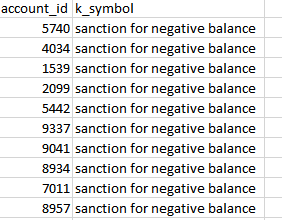 account_id k_symbol
5740 sanction for negative balance
4034 sanction for negative balance
1539 sanction for negative balance
2099 sanction for negative balance
5442 sanction for negative balance
9337 sanction for negative balance
9041 sanction for negative balance
8934 sanction for negative balance
7011 sanction for negative balance
8957 sanction for negative balance